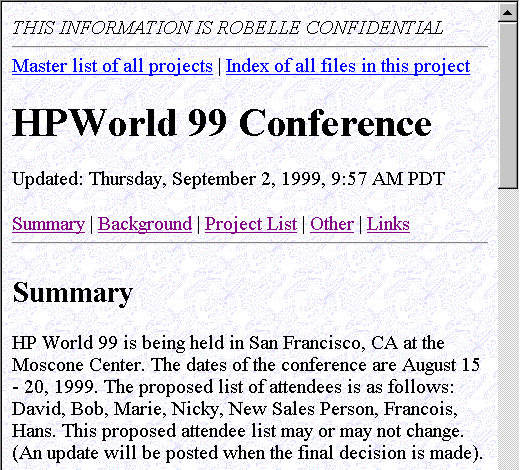 THIS INFORMATION IS ROBELLE CONFIDENTIAL
Master list of all projects | Index of all files in this project
HPWorld 99 Conference
Updated: Thursday, September 2, 1999, 9:57 AM PDT
Summary | Background | Project List | Other | Links
Summary
HP World 99 is being held in San Francisco, CA at the
Moscone Center. The dates of the conference are August 15
- 20, 1999. The proposed list of attendees is as follows:
David, Bob, Marie, Nicky, New Sales Person, Francois,
Hans. This proposed attendee list may or may not change.
(An update will be posted when the final decision is made).